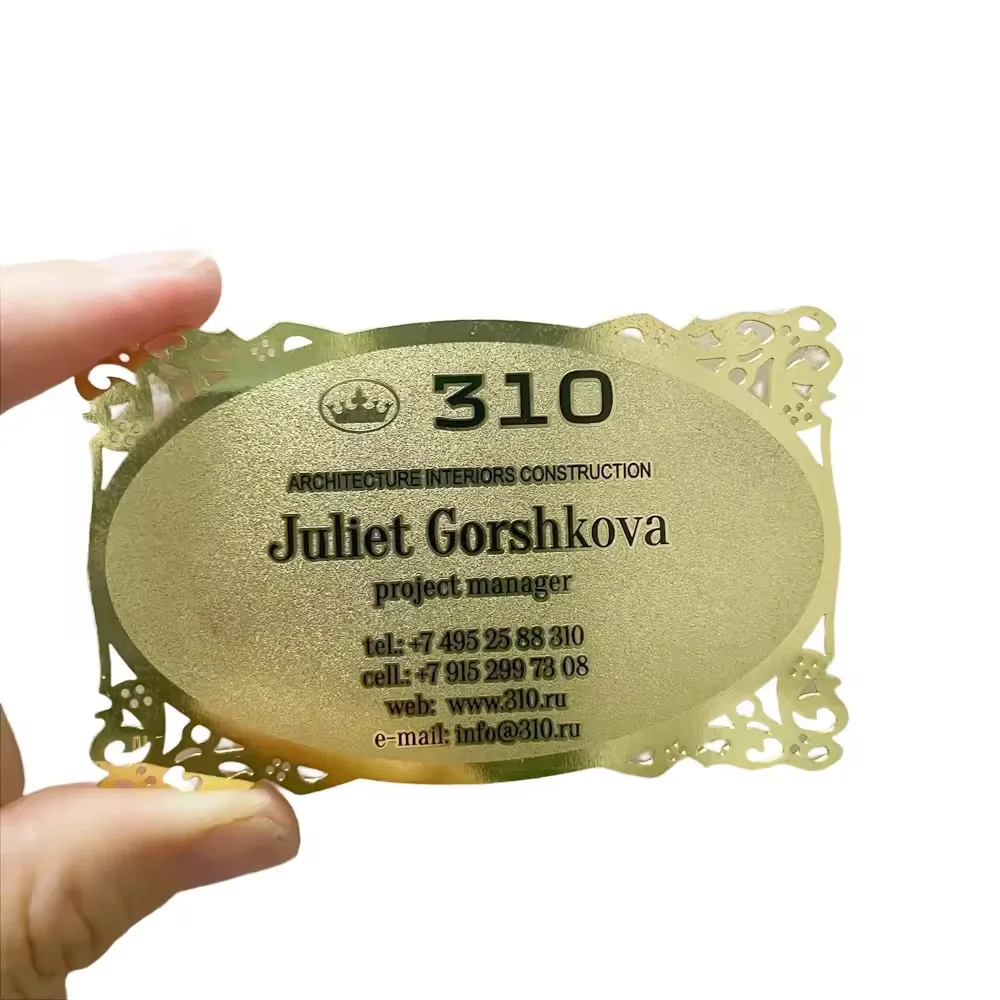 310
ARCHITECTURE INTERIORS CONSTRUCTION
Juliet Gorshkova
project manager
tel.: +7 495 25 88 310
cell.: +7 915 299 73 08
web: www.310.ru
e-mail: info@310.ru